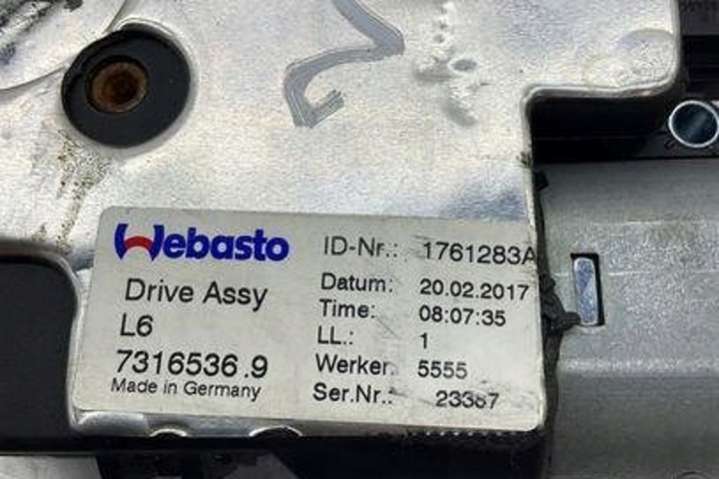 Webasto
Drive Assy
L6
7316536.9
Made in Germany
ID-Nr.: 1761283A
Datum: 20.02.2017
Time: 08:07:35
LL.: 1
Werker: 5555
Ser.Nr.: 23367